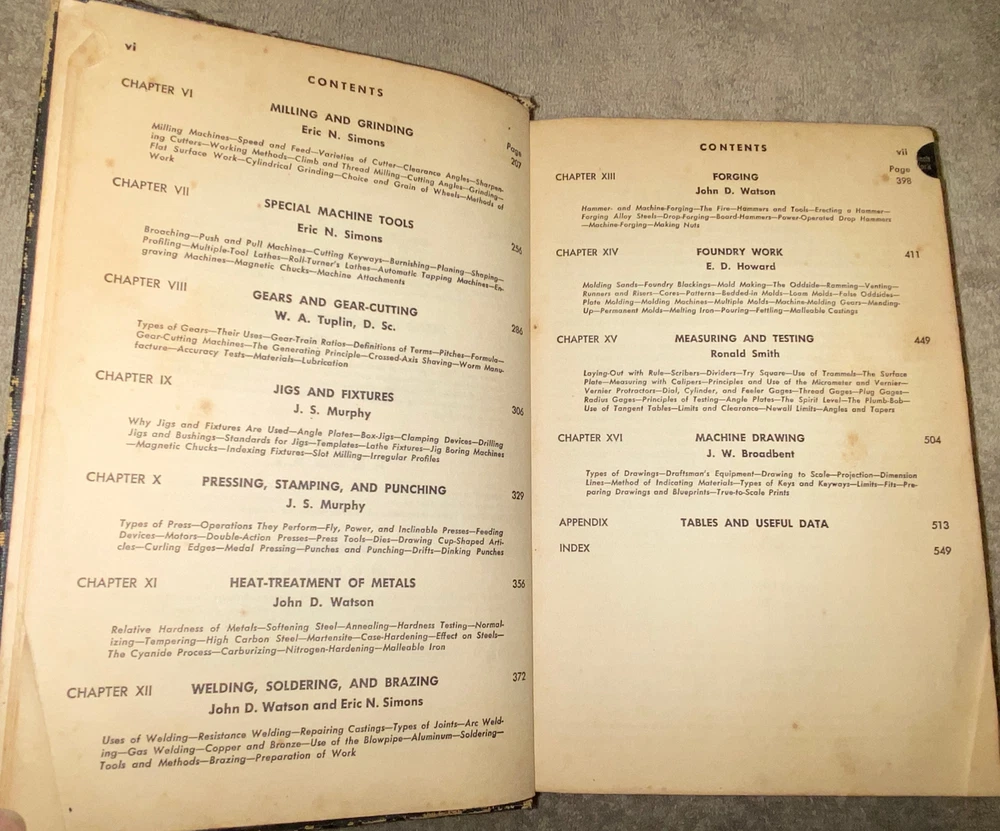 vi
CONTENTS
CHAPTER VI
MILLING AND GRINDING
Eric N. Simons
Page
207
Milling Machines—Speed and Feed—Varieties of Cutter—Clearance Angles—Sharpen-
ing Cutters—Working Methods—Climb and Thread Milling—Cutting Angles—Grinding—
Flat Surface Work—Cylindrical Grinding—Choice and Grain of Wheels—Methods of
Work
CHAPTER VII
SPECIAL MACHINE TOOLS
Eric N. Simons
256
Broaching—Push and Pull Machines—Cutting Keyways—Burnishing—Planing—Shaping—
Profiling—Multiple-Tool Lathes—Roll-Turner's Lathes—Automatic Tapping Machines—En-
graving Machines—Magnetic Chucks—Machine Attachments
CHAPTER VIII
GEARS AND GEAR-CUTTING
W. A. Tuplin, D. Sc.
286
Types of Gears—Their Uses—Gear-Train Ratios—Definitions of Terms—Pitches—Formula—
Gear-Cutting Machines—The Generating Principle—Crossed-Axis Shaving—Worm Manu-
facture—Accuracy Tests—Materials—Lubrication
CHAPTER IX
JIGS AND FIXTURES
J. S. Murphy
306
Why Jigs and Fixtures Are Used—Angle Plates—Box-Jigs—Clamping Devices—Drilling
Jigs and Bushings—Standards for Jigs—Templates—Lathe Fixtures—Jig Boring Machines
—Magnetic Chucks—Indexing Fixtures—Slot Milling—Irregular Profiles
CHAPTER X
PRESSING, STAMPING, AND PUNCHING
329
J. S. Murphy
Types of Press—Operations They Perform—Fly, Power, and Inclinable Presses—Feeding
Devices—Motors—Double-Action Presses—Press Tools—Dies—Drawing Cup-Shaped Arti-
cles—Curling Edges—Medal Pressing—Punches and Punching—Drifts—Dinking Punches
CHAPTER XI
HEAT-TREATMENT OF METALS
356
John D. Watson
Relative Hardness of Metals—Softening Steel—Annealing—Hardness Testing—Normal-
izing—Tempering—High Carbon Steel—Martensite—Case-Hardening—Effect on Steels—
The Cyanide Process—Carburizing—Nitrogen-Hardening—Malleable Iron
CHAPTER XII
WELDING, SOLDERING, AND BRAZING
372
John D. Watson and Eric N. Simons
Uses of Welding—Resistance Welding—Repairing Castings—Types of Joints—Arc Weld-
ing—Gas Welding—Copper and Bronze—Use of the Blowpipe—Aluminum—Soldering—
Tools and Methods—Brazing—Preparation of Work
CONTENTS
vii
Page
CHAPTER XIII
FORGING
398
John D. Watson
Hammer- and Machine-Forging—The Fire—Hammers and Tools—Erecting a Hammer—
Forging Alloy Steels—Drop-Forging—Board-Hammers—Power-Operated Drop Hammers
—Machine-Forging—Making Nuts
CHAPTER XIV
FOUNDRY WORK
411
E. D. Howard
Molding Sands—Foundry Blackings—Mold Making—The Oddside—Ramming—Venting—
Runners and Risers—Cores—Patterns—Bedded-in Molds—Loam Molds—False Oddsides—
Plate Molding—Molding Machines—Multiple Molds—Machine-Molding Gears—Mending-
Up—Permanent Molds—Melting Iron—Pouring—Fettling—Malleable Castings
CHAPTER XV
MEASURING AND TESTING
449
Ronald Smith
Laying-Out with Rule—Scribers—Dividers—Try Square—Use of Trammels—The Surface
Plate—Measuring with Calipers—Principles and Use of the Micrometer and Vernier—
Vernier Protractors—Dial, Cylinder, and Feeler Gages—Thread Gages—Plug Gages—
Radius Gages—Principles of Testing—Angle Plates—The Spirit Level—The Plumb-Bob—
Use of Tangent Tables—Limits and Clearance—Newall Limits—Angles and Tapers
CHAPTER XVI
MACHINE DRAWING
504
J. W. Broadbent
Types of Drawings—Draftsman's Equipment—Drawing to Scale—Projection—Dimension
Lines—Method of Indicating Materials—Types of Keys and Keyways—Limits—Fits—Pre-
paring Drawings and Blueprints—True-to-Scale Prints
APPENDIX
TABLES AND USEFUL DATA
513
INDEX
549